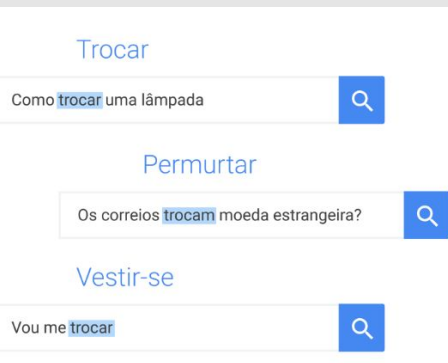 Trocar
Como trocar uma lâmpada
Permurtar
Os correios trocam moeda estrangeira?
Vestir-se
Vou me trocar